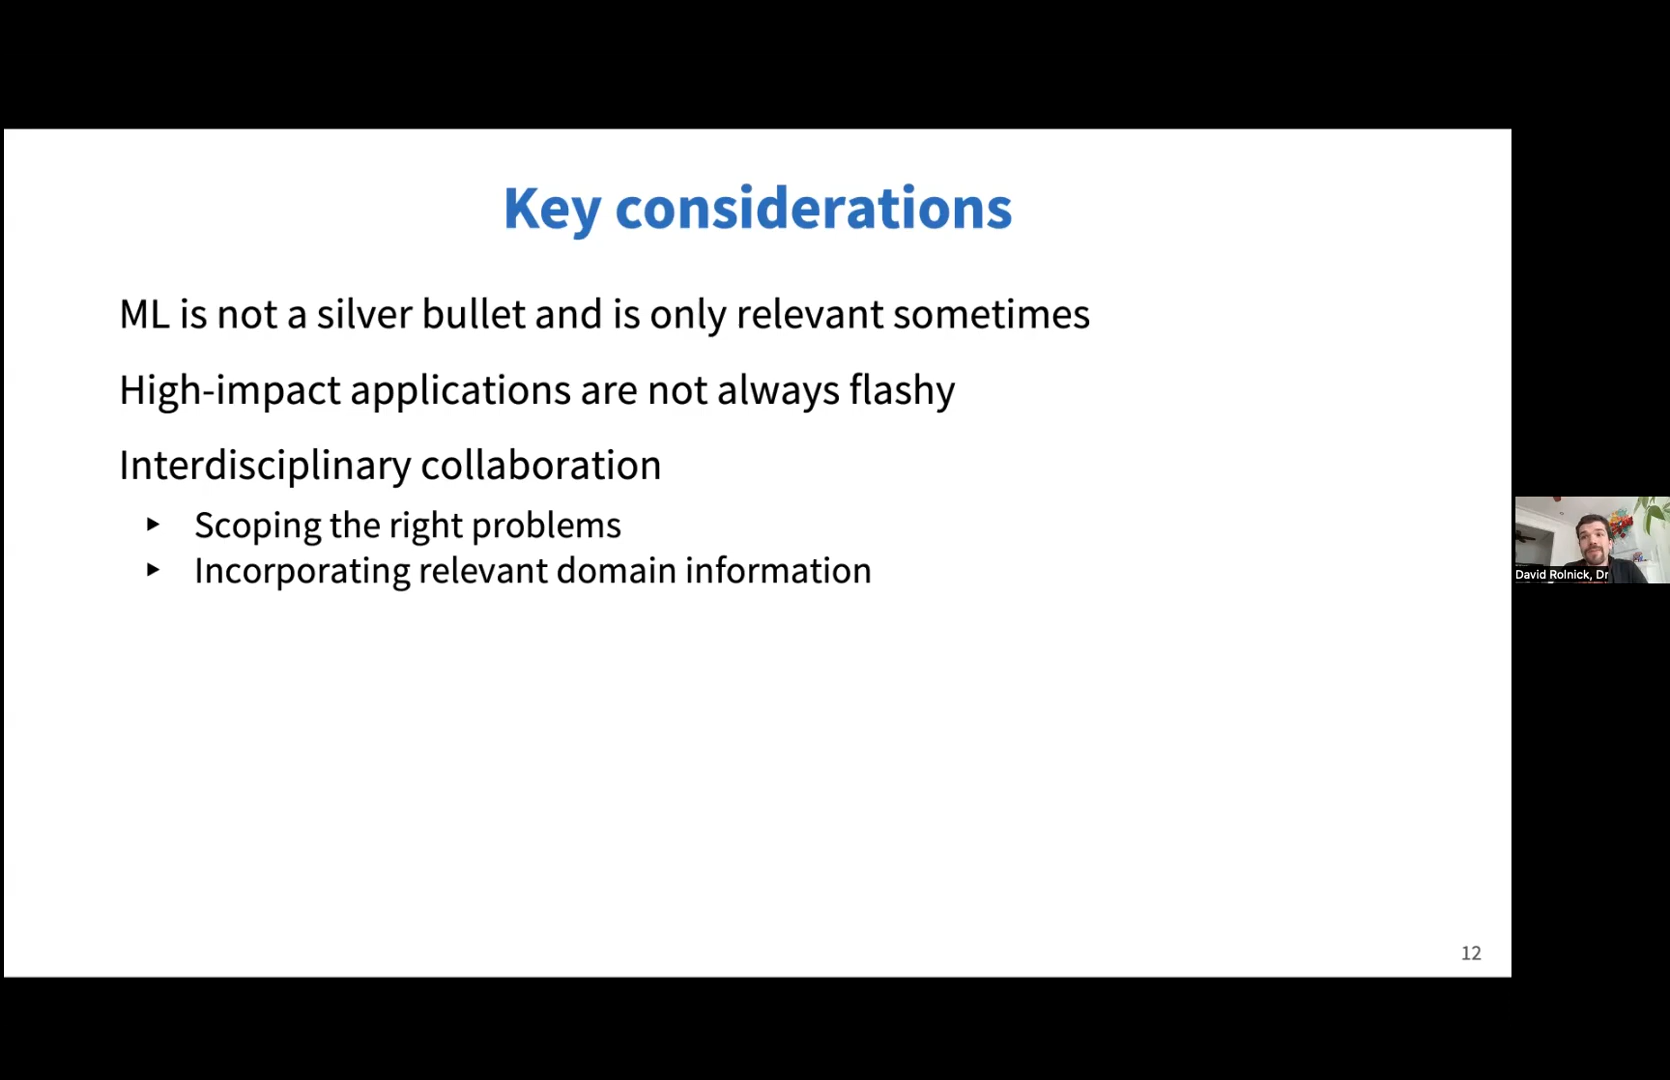 Key considerations
ML is not a silver bullet and is only relevant sometimes
High-impact applications are not always flashy
Interdisciplinary collaboration
▸ Scoping the right problems
▸ Incorporating relevant domain information
David Rolnick, Dr
12